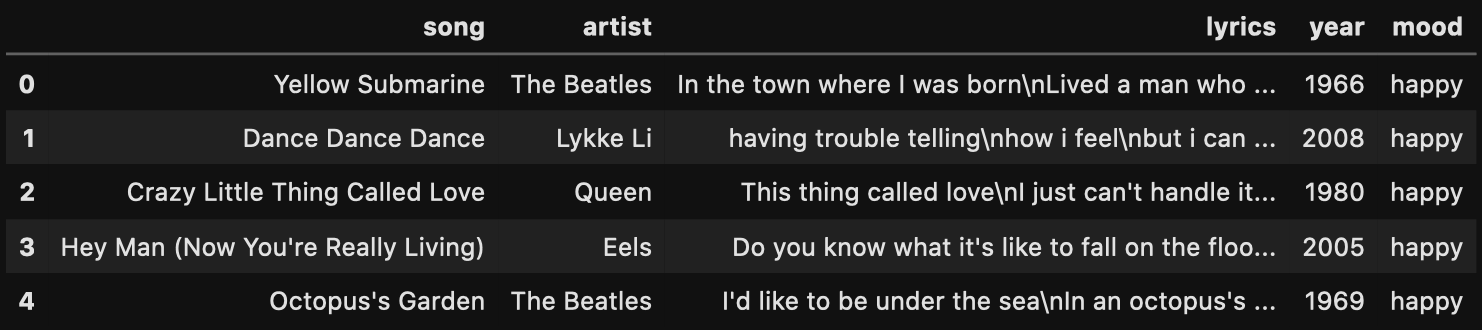 song artist lyrics year mood
0 Yellow Submarine The Beatles In the town where I was born\nLived a man who ... 1966 happy
1 Dance Dance Dance Lykke Li having trouble telling\nhow i feel\nbut i can ... 2008 happy
2 Crazy Little Thing Called Love Queen This thing called love\nI just can't handle it... 1980 happy
3 Hey Man (Now You're Really Living) Eels Do you know what it's like to fall on the floo... 2005 happy
4 Octopus's Garden The Beatles I'd like to be under the sea\nIn an octopus's ... 1969 happy